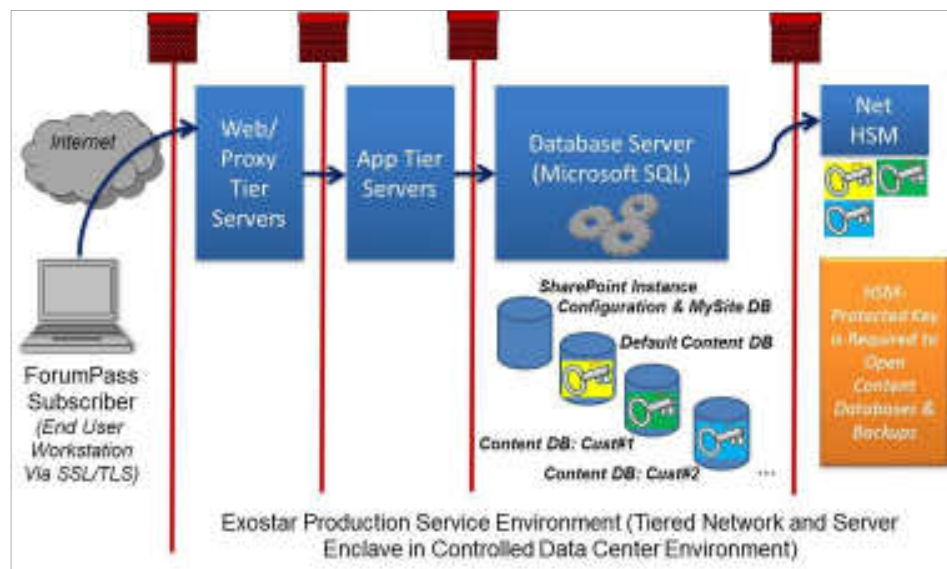 Internet
Web/
Proxy
Tier
Servers
App Tier
Servers
Database Server
(Microsoft SQL)
Net
HSM
ForumPass
Subscriber
(End User
Workstation
Via SSL/TLS)
SharePoint Instance
Configuration & MySite DB
Default Content DB
Content DB: Cust#1
Content DB: Cust#2
...
HSM-
Protected Key
is Required to
Open
Content
Databases &
Backups
Exostar Production Service Environment (Tiered Network and Server
Enclave in Controlled Data Center Environment)